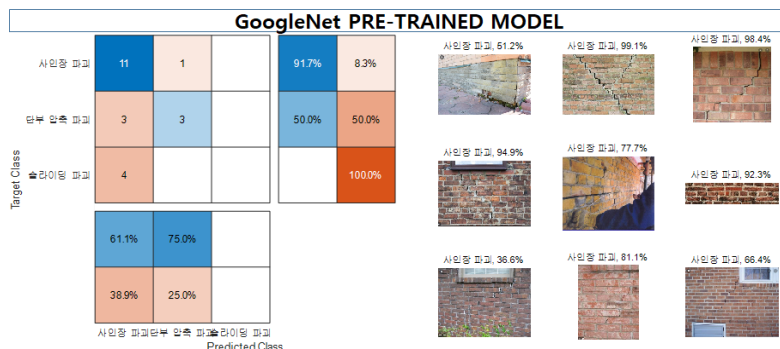 GoogleNet PRE-TRAINED MODEL
사인장 파괴
11
1
91.7%
8.3%
단부 압축 파괴
3
3
50.0%
50.0%
슬라이딩 파괴
4
100.0%
Target Class
61.1%
75.0%
38.9%
25.0%
사인장 파괴
단부 압축 파괴
슬라이딩 파괴
Predicted Class
사인장 파괴, 51.2%
사인장 파괴, 99.1%
사인장 파괴, 98.4%
사인장 파괴, 94.9%
사인장 파괴, 77.7%
사인장 파괴, 92.3%
사인장 파괴, 36.6%
사인장 파괴, 81.1%
사인장 파괴, 66.4%